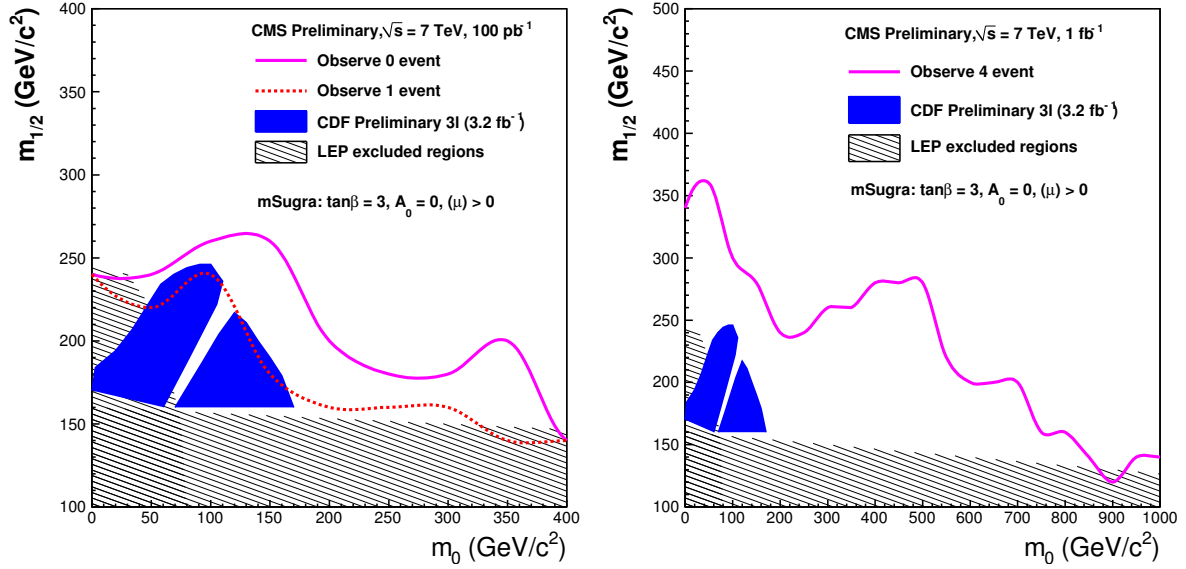 CMS Preliminary,√s = 7 TeV, 100 pb⁻¹
Observe 0 event
Observe 1 event
CDF Preliminary 3l (3.2 fb⁻¹)
LEP excluded regions
mSugra: tanβ = 3, A₀ = 0, (μ) > 0
m₁/₂ (GeV/c²)
400
350
300
250
200
150
100
0 50 100 150 200 250 300 350 400
m₀ (GeV/c²)
CMS Preliminary,√s = 7 TeV, 1 fb⁻¹
Observe 4 event
CDF Preliminary 3l (3.2 fb⁻¹)
LEP excluded regions
mSugra: tanβ = 3, A₀ = 0, (μ) > 0
m₁/₂ (GeV/c²)
500
450
400
350
300
250
200
150
100
0 100 200 300 400 500 600 700 800 900 1000
m₀ (GeV/c²)